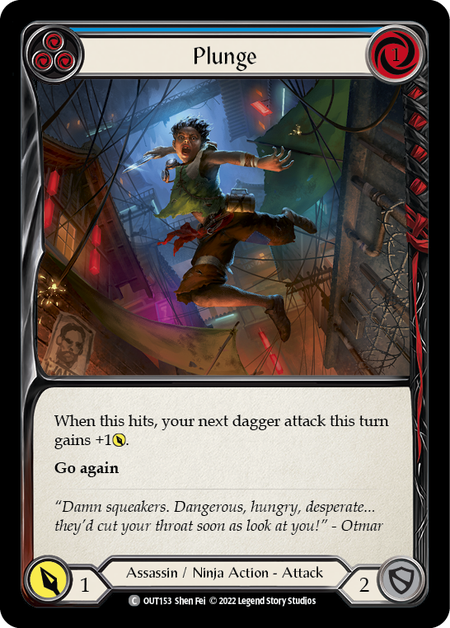 Plunge
1
When this hits, your next dagger attack this turn
gains +1.
Go again
“Damn squeakers. Dangerous, hungry, desperate...
they’d cut your throat soon as look at you!” - Otmar
1
Assassin / Ninja Action - Attack
2
C OUT153 Shen Fei © 2022 Legend Story Studios